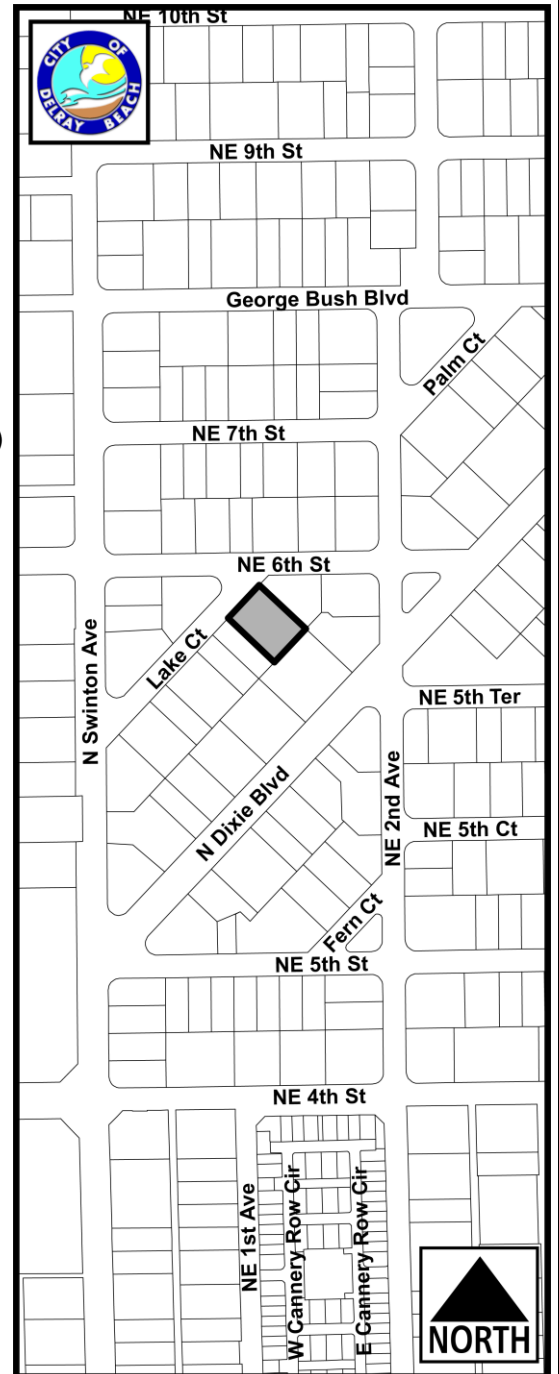 NE 10th St
CITY OF
DELRAY BEACH
NE 9th St
George Bush Blvd
Palm Ct
NE 7th St
NE 6th St
Lake Ct
N Swinton Ave
NE 5th Ter
N Dixie Blvd
NE 2nd Ave
NE 5th Ct
Fern Ct
NE 5th St
NE 4th St
NE 1st Ave
W Cannery Row Cir
E Cannery Row Cir
NORTH